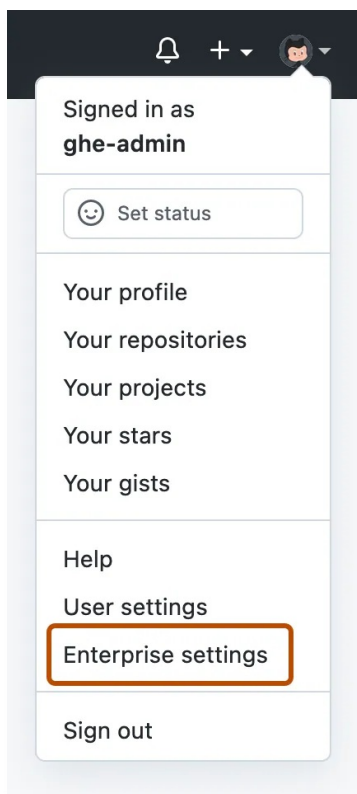 Signed in as
ghe-admin
Set status
Your profile
Your repositories
Your projects
Your stars
Your gists
Help
User settings
Enterprise settings
Sign out